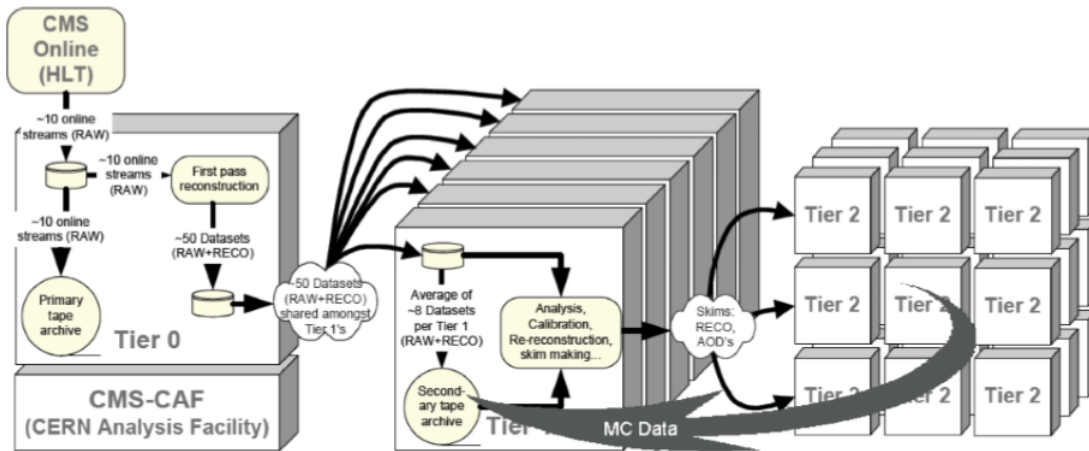 CMS
Online
(HLT)
~10 online
streams (RAW)
~10 online
streams
(RAW)
First pass
reconstruction
~10 online
streams (RAW)
~50 Datasets
(RAW+RECO)
Primary
tape
archive
Tier 0
CMS-CAF
(CERN Analysis Facility)
~50 Datasets
(RAW+RECO)
shared amongst
Tier 1's
Average of
~8 Datasets
per Tier 1
(RAW+RECO)
Analysis,
Calibration,
Re-reconstruction,
skim making...
Second-
ary tape
archive
Tier
Skims:
RECO,
AOD's
MC Data
Tier 2
Tier 2
Tier 2
Tier 2
Tier 2
Tier 2
Tier 2
Tier 2
Tier 2